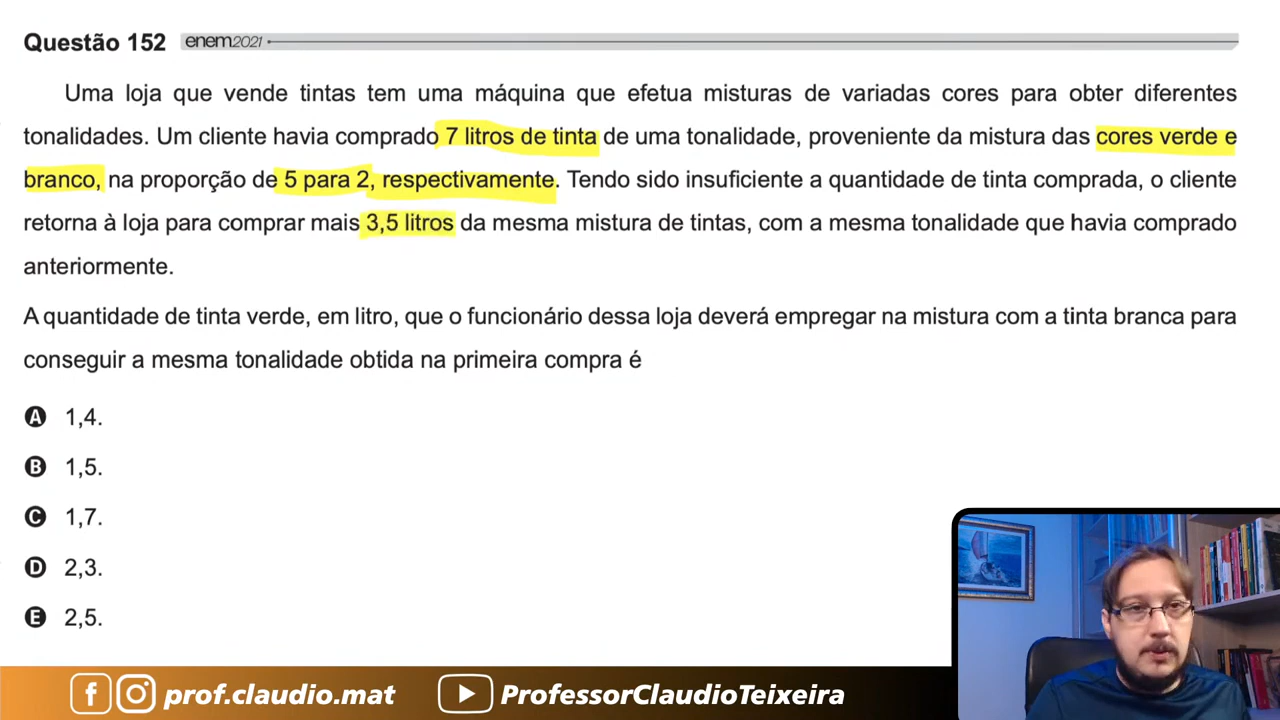 Questão 152 enem2021
Uma loja que vende tintas tem uma máquina que efetua misturas de variadas cores para obter diferentes
tonalidades. Um cliente havia comprado 7 litros de tinta de uma tonalidade, proveniente da mistura das cores verde e
branco, na proporção de 5 para 2, respectivamente. Tendo sido insuficiente a quantidade de tinta comprada, o cliente
retorna à loja para comprar mais 3,5 litros da mesma mistura de tintas, com a mesma tonalidade que havia comprado
anteriormente.
A quantidade de tinta verde, em litro, que o funcionário dessa loja deverá empregar na mistura com a tinta branca para
conseguir a mesma tonalidade obtida na primeira compra é
A 1,4.
B 1,5.
C 1,7.
D 2,3.
E 2,5.
prof.claudio.mat ProfessorClaudioTeixeira